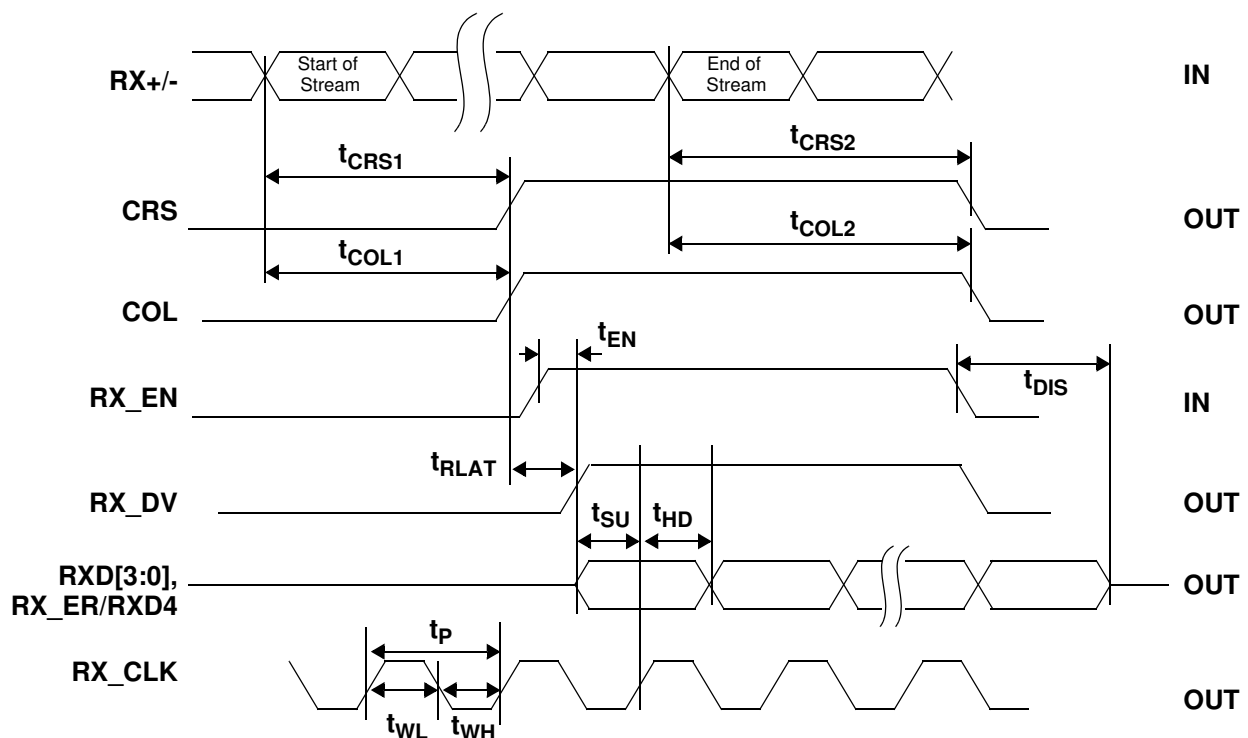 RX+/-
Start of
Stream
End of
Stream
IN
tCRS1
tCRS2
CRS
OUT
tCOL1
tCOL2
COL
OUT
tEN
tDIS
RX_EN
IN
tRLAT
RX_DV
OUT
tSU
tHD
RXD[3:0],
RX_ER/RXD4
OUT
tP
RX_CLK
OUT
tWL
tWH